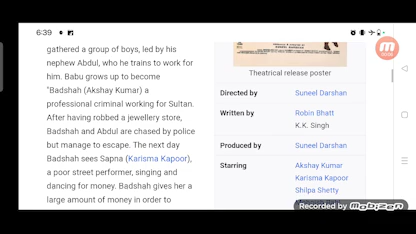 6:39
00:08
gathered a group of boys, led by his
nephew Abdul, who he trains to work for
him. Babu grows up to become
"Badshah (Akshay Kumar) a
professional criminal working for Sultan.
After having robbed a jewellery store,
Badshah and Abdul are chased by police
but manage to escape. The next day
Badshah sees Sapna (Karisma Kapoor),
a poor street performer, singing and
dancing for money. Badshah gives her a
large amount of money in order to
Theatrical release poster
Directed by Suneel Darshan
Written by Robin Bhatt
K.K. Singh
Produced by Suneel Darshan
Starring Akshay Kumar
Karisma Kapoor
Shilpa Shetty
Recorded by MOBIZEN